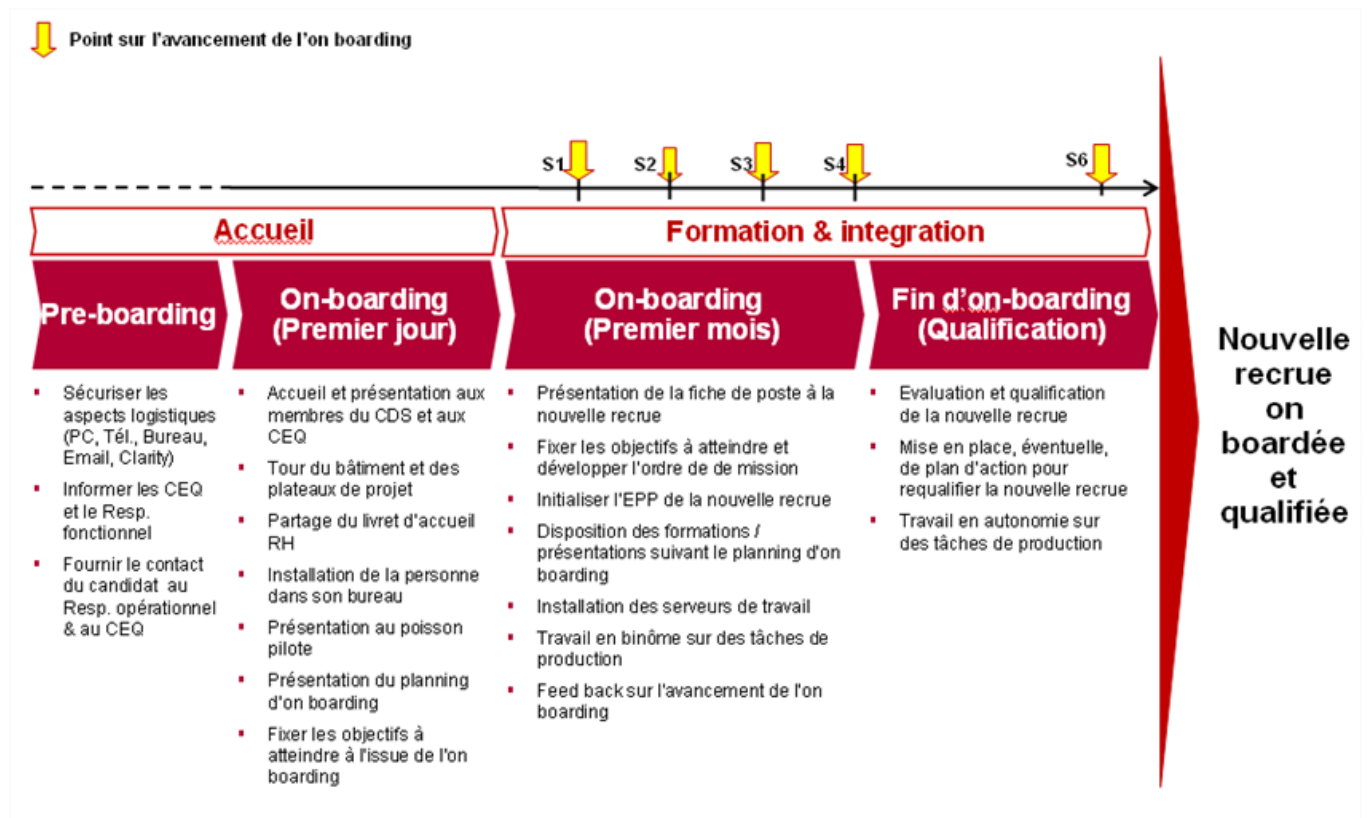 Point sur l'avancement de l'on boarding
S1
S2
S3
S4
S6
Accueil
Formation & integration
Pre-boarding
On-boarding
(Premier jour)
On-boarding
(Premier mois)
Fin d'on-boarding
(Qualification)
▪ Sécuriser les
aspects logistiques
(PC, Tél., Bureau,
Email, Clarity)
▪ Informer les CEQ
et le Resp.
fonctionnel
▪ Fournir le contact
du candidat au
Resp. opérationnel
& au CEQ
▪ Accueil et présentation aux
membres du CDS et aux
CEQ
▪ Tour du bâtiment et des
plateaux de projet
▪ Partage du livret d'accueil
RH
▪ Installation de la personne
dans son bureau
▪ Présentation au poisson
pilote
▪ Présentation du planning
d'on boarding
▪ Fixer les objectifs à
atteindre à l'issue de l'on
boarding
▪ Présentation de la fiche de poste à la
nouvelle recrue
▪ Fixer les objectifs à atteindre et
développer l'ordre de de mission
▪ Initialiser l'EPP de la nouvelle recrue
▪ Disposition des formations /
présentations suivant le planning d'on
boarding
▪ Installation des serveurs de travail
▪ Travail en binôme sur des tâches de
production
▪ Feed back sur l'avancement de l'on
boarding
▪ Evaluation et qualification
de la nouvelle recrue
▪ Mise en place, éventuelle,
de plan d'action pour
requalifier la nouvelle recrue
▪ Travail en autonomie sur
des tâches de production
Nouvelle
recrue
on
boardée
et
qualifiée